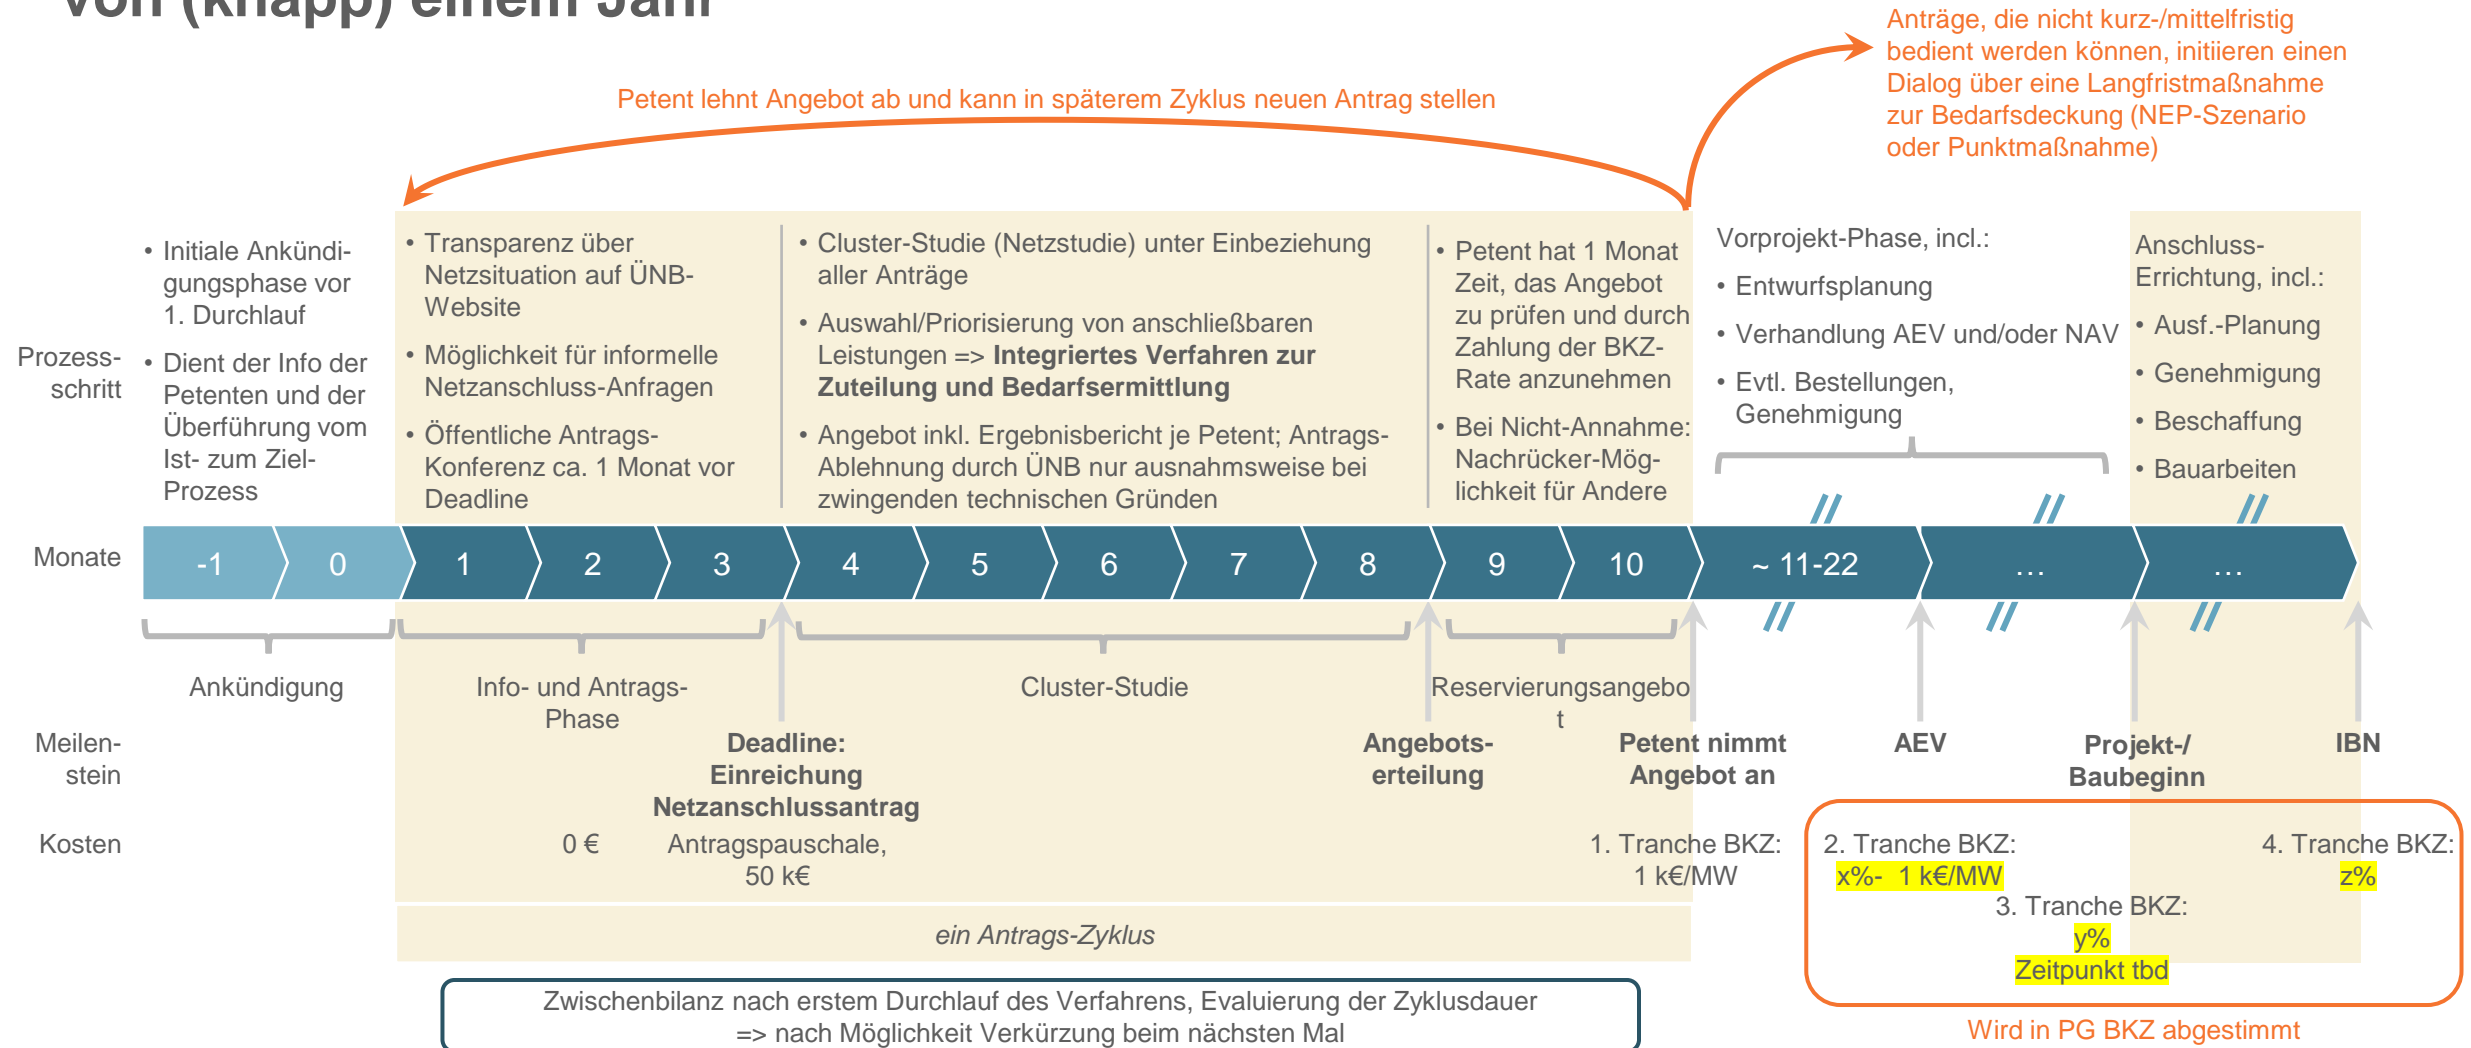 von (knapp) einem Jahr
Anträge, die nicht kurz-/mittelfristig
bedient werden können, initiieren einen
Dialog über eine Langfristmaßnahme
zur Bedarfsdeckung (NEP-Szenario
oder Punktmaßnahme)
Petent lehnt Angebot ab und kann in späterem Zyklus neuen Antrag stellen
Prozess-
schritt
• Initiale Ankündi-
gungsphase vor
1. Durchlauf
• Dient der Info der
Petenten und der
Überführung vom
Ist- zum Ziel-
Prozess
• Transparenz über
Netzsituation auf ÜNB-
Website
• Möglichkeit für informelle
Netzanschluss-Anfragen
• Öffentliche Antrags-
Konferenz ca. 1 Monat vor
Deadline
• Cluster-Studie (Netzstudie) unter Einbeziehung
aller Anträge
• Auswahl/Priorisierung von anschließbaren
Leistungen => Integriertes Verfahren zur
Zuteilung und Bedarfsermittlung
• Angebot inkl. Ergebnisbericht je Petent; Antrags-
Ablehnung durch ÜNB nur ausnahmsweise bei
zwingenden technischen Gründen
• Petent hat 1 Monat
Zeit, das Angebot
zu prüfen und durch
Zahlung der BKZ-
Rate anzunehmen
• Bei Nicht-Annahme:
Nachrücker-Mög-
lichkeit für Andere
Vorprojekt-Phase, incl.:
• Entwurfsplanung
• Verhandlung AEV und/oder NAV
• Evtl. Bestellungen,
Genehmigung
Anschluss-
Errichtung, incl.:
• Ausf.-Planung
• Genehmigung
• Beschaffung
• Bauarbeiten
Monate
-1 0 1 2 3 4 5 6 7 8 9 10 ~ 11-22 … …
Ankündigung
Info- und Antrags-
Phase
Cluster-Studie
Reservierungsangebo
t
Meilen-
stein
Deadline:
Einreichung
Netzanschlussantrag
Angebots-
erteilung
Petent nimmt
Angebot an
AEV
Projekt-/
Baubeginn
IBN
Kosten
0 €
Antragspauschale,
50 k€
1. Tranche BKZ:
1 k€/MW
2. Tranche BKZ:
x%- 1 k€/MW
3. Tranche BKZ:
y%
Zeitpunkt tbd
4. Tranche BKZ:
z%
ein Antrags-Zyklus
Zwischenbilanz nach erstem Durchlauf des Verfahrens, Evaluierung der Zyklusdauer
=> nach Möglichkeit Verkürzung beim nächsten Mal
Wird in PG BKZ abgestimmt